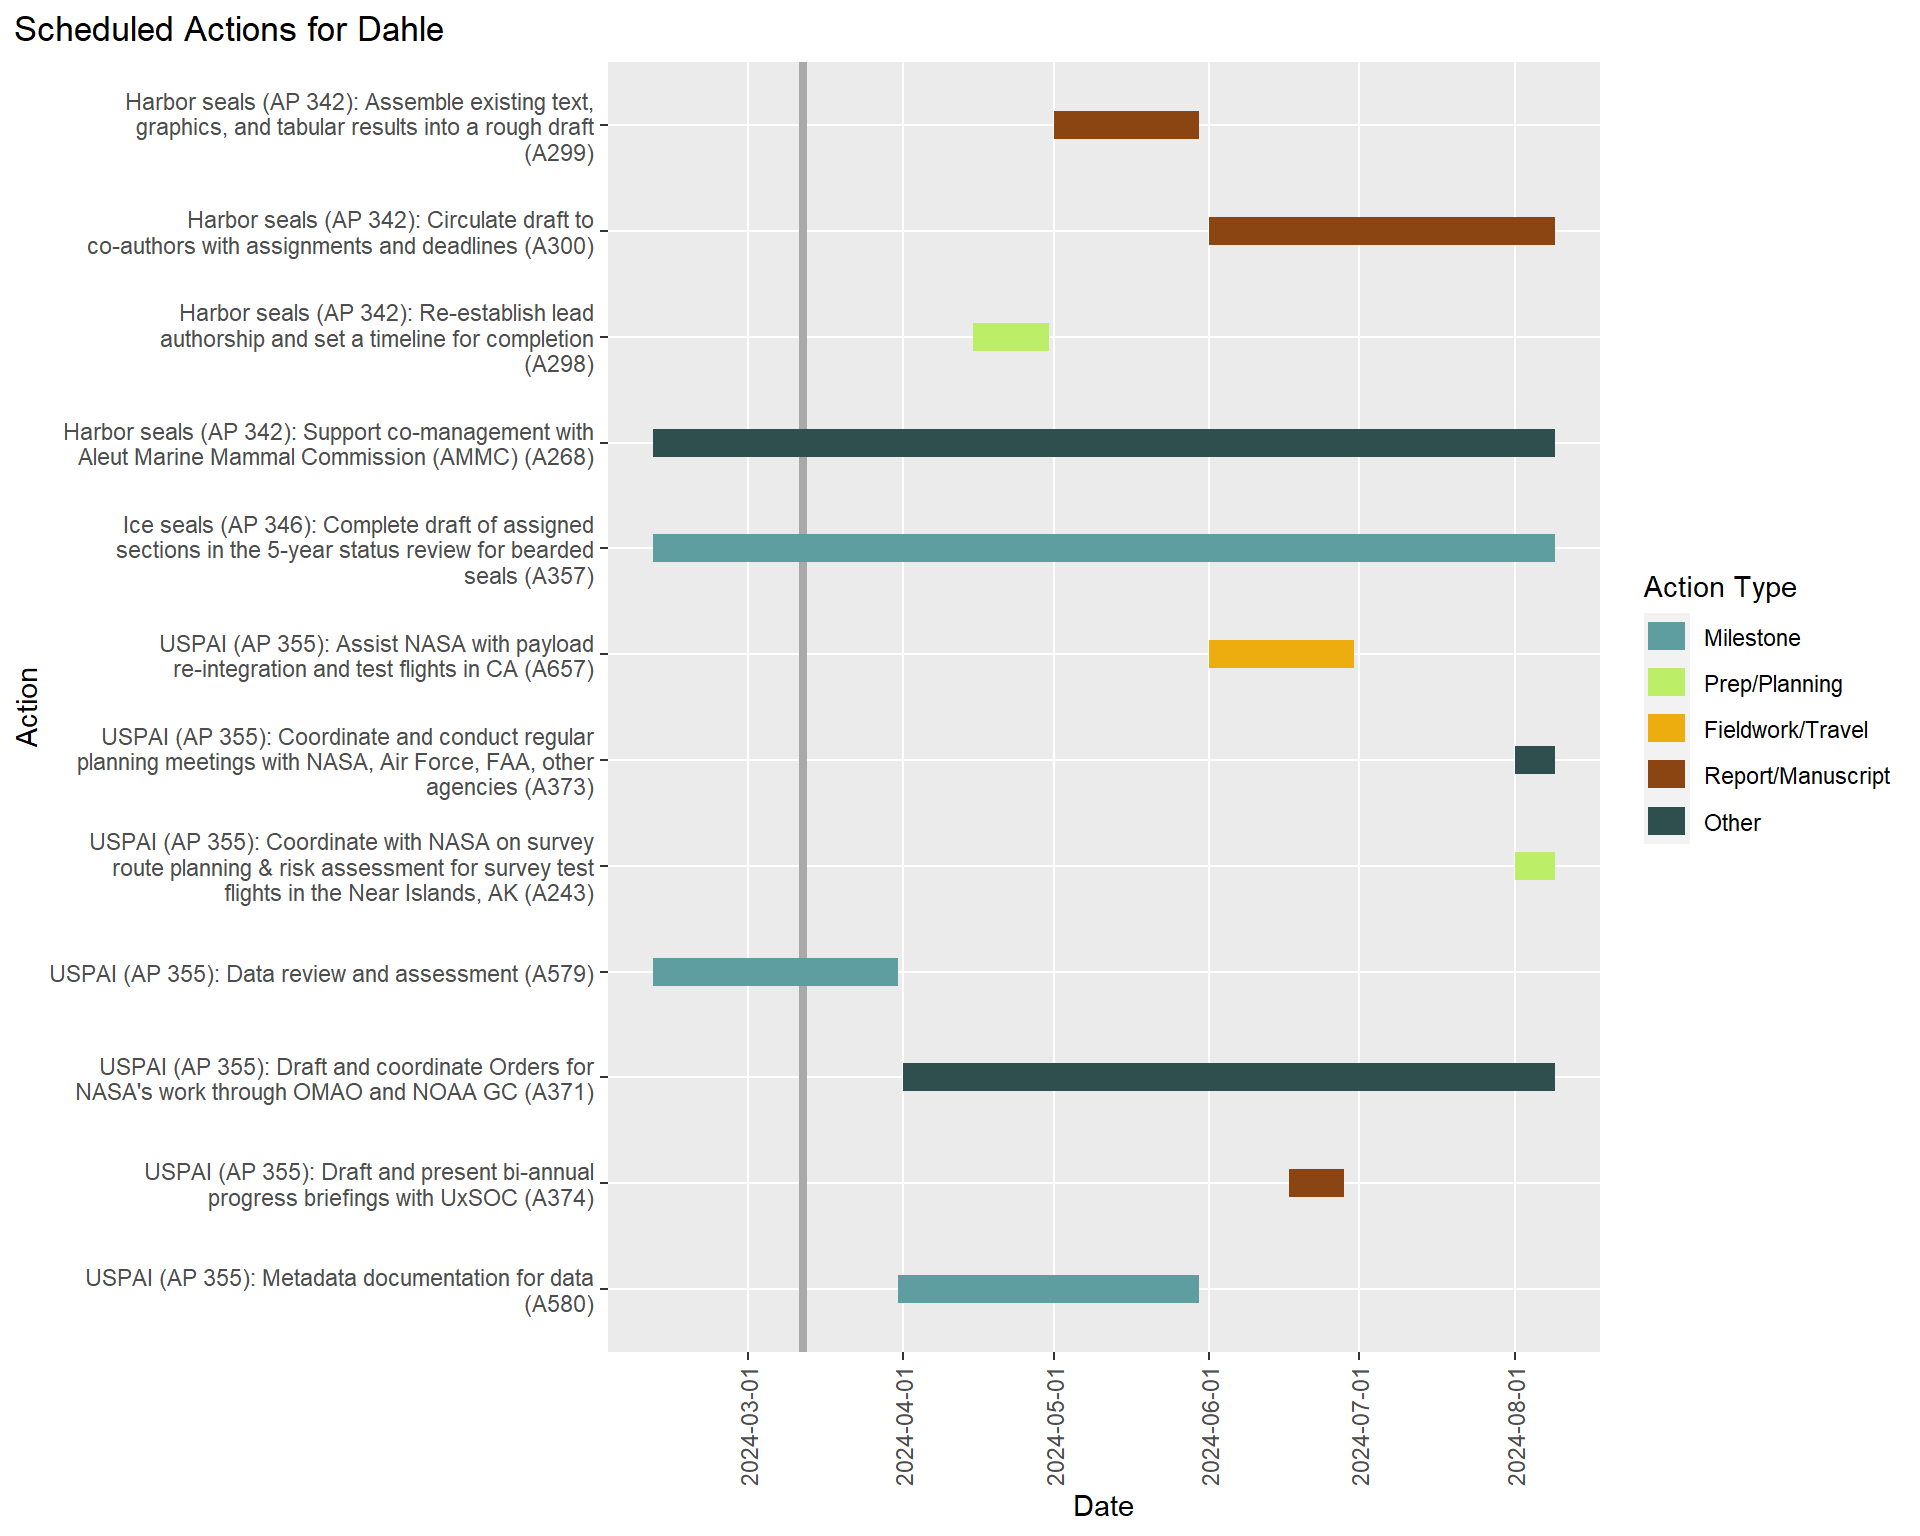 Scheduled Actions for Dahle
Harbor seals (AP 342): Assemble existing text,
graphics, and tabular results into a rough draft
(A299)
Harbor seals (AP 342): Circulate draft to
co-authors with assignments and deadlines (A300)
Harbor seals (AP 342): Re-establish lead
authorship and set a timeline for completion
(A298)
Harbor seals (AP 342): Support co-management with
Aleut Marine Mammal Commission (AMMC) (A268)
Ice seals (AP 346): Complete draft of assigned
sections in the 5-year status review for bearded
seals (A357)
USPAI (AP 355): Assist NASA with payload
re-integration and test flights in CA (A657)
USPAI (AP 355): Coordinate and conduct regular
planning meetings with NASA, Air Force, FAA, other
agencies (A373)
USPAI (AP 355): Coordinate with NASA on survey
route planning & risk assessment for survey test
flights in the Near Islands, AK (A243)
USPAI (AP 355): Data review and assessment (A579)
USPAI (AP 355): Draft and coordinate Orders for
NASA's work through OMAO and NOAA GC (A371)
USPAI (AP 355): Draft and present bi-annual
progress briefings with UxSOC (A374)
USPAI (AP 355): Metadata documentation for data
(A580)
Action
2024-03-01
2024-04-01
2024-05-01
2024-06-01
2024-07-01
2024-08-01
Date
Action Type
Milestone
Prep/Planning
Fieldwork/Travel
Report/Manuscript
Other